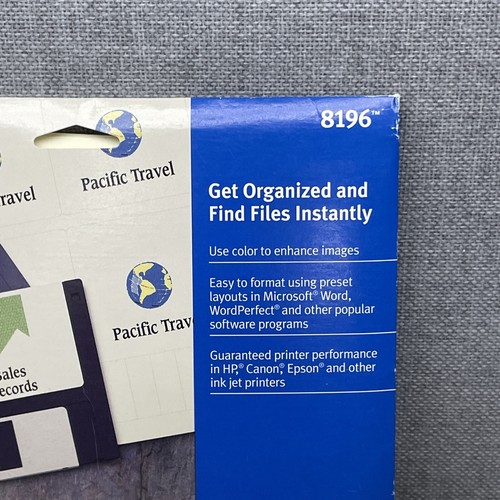 8196™
Pacific Travel
ravel
Get Organized and
Find Files Instantly
Use color to enhance images
Easy to format using preset
layouts in Microsoft® Word,
WordPerfect® and other popular
software programs
Pacific Trave
Guaranteed printer performance
in HP,® Canon,® Epson® and other
ink jet printers
ales
ecords